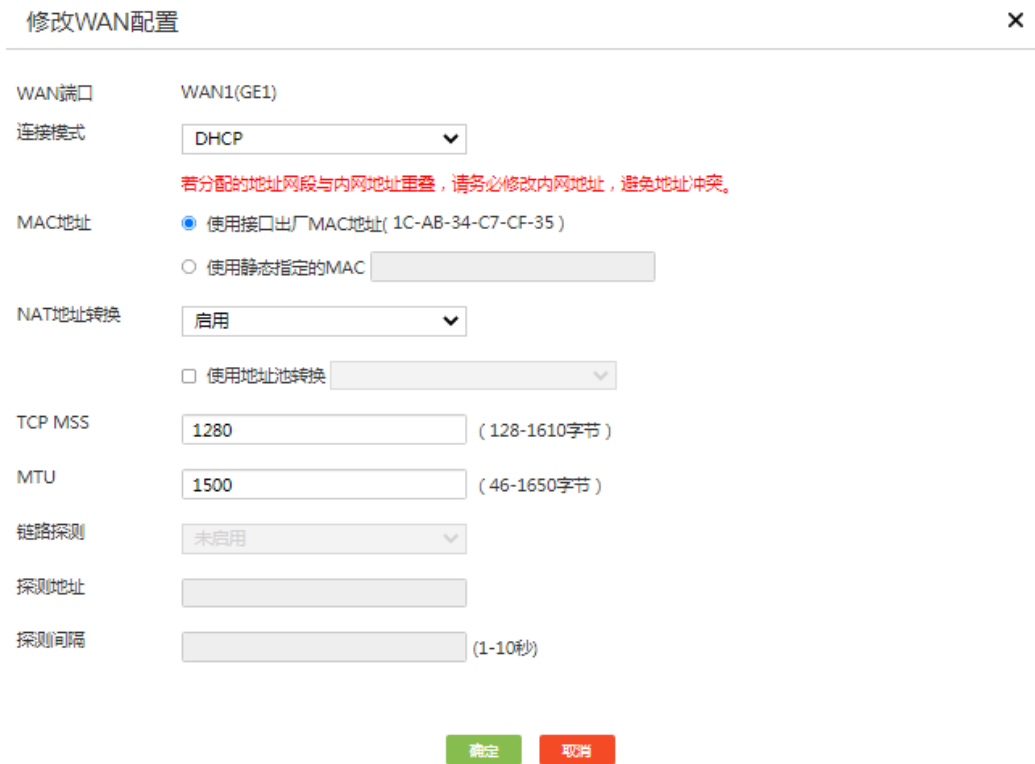 修改WAN配置
WAN端口 WAN1(GE1)
连接模式 DHCP
若分配的地址网段与内网地址重叠，请务必修改内网地址，避免地址冲突。
MAC地址 使用接口出厂MAC地址( 1C-AB-34-C7-CF-35 )
使用静态指定的MAC
NAT地址转换 启用
使用地址池转换
TCP MSS 1280 ( 128-1610字节 )
MTU 1500 ( 46-1650字节 )
链路探测 未启用
探测地址
探测间隔 (1-10秒)
确定 取消